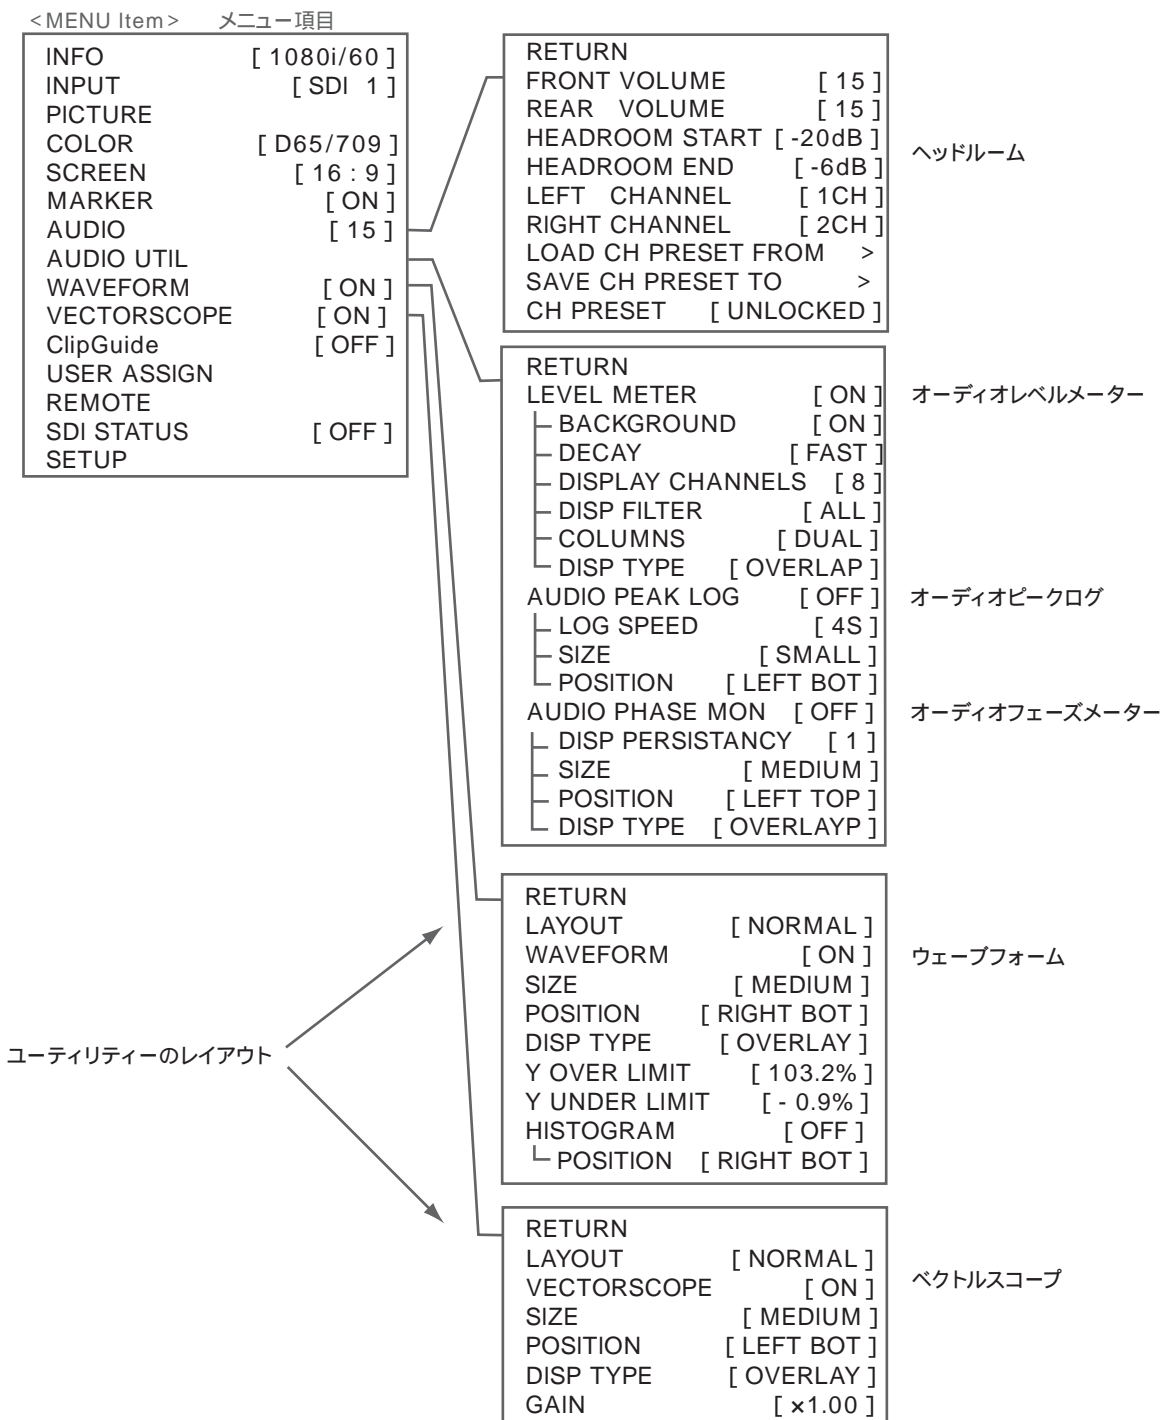 <MENU Item> メニュー項目
INFO [ 1080i/60 ]
INPUT [ SDI 1 ]
PICTURE
COLOR [ D65/709 ]
SCREEN [ 16 : 9 ]
MARKER [ ON ]
AUDIO [ 15 ]
AUDIO UTIL
WAVEFORM [ ON ]
VECTORSCOPE [ ON ]
ClipGuide [ OFF ]
USER ASSIGN
REMOTE
SDI STATUS [ OFF ]
SETUP
RETURN
FRONT VOLUME [ 15 ]
REAR VOLUME [ 15 ]
HEADROOM START [ -20dB ]
HEADROOM END [ -6dB ]
LEFT CHANNEL [ 1CH ]
RIGHT CHANNEL [ 2CH ]
LOAD CH PRESET FROM >
SAVE CH PRESET TO >
CH PRESET [ UNLOCKED ]
ヘッドルーム
RETURN
LEVEL METER [ ON ]
BACKGROUND [ ON ]
DECAY [ FAST ]
DISPLAY CHANNELS [ 8 ]
DISP FILTER [ ALL ]
COLUMNS [ DUAL ]
DISP TYPE [ OVERLAP ]
AUDIO PEAK LOG [ OFF ]
LOG SPEED [ 4S ]
SIZE [ SMALL ]
POSITION [ LEFT BOT ]
AUDIO PHASE MON [ OFF ]
DISP PERSISTANCY [ 1 ]
SIZE [ MEDIUM ]
POSITION [ LEFT TOP ]
DISP TYPE [ OVERLAYP ]
オーディオレベルメーター
オーディオピークログ
オーディオフェーズメーター
RETURN
LAYOUT [ NORMAL ]
WAVEFORM [ ON ]
SIZE [ MEDIUM ]
POSITION [ RIGHT BOT ]
DISP TYPE [ OVERLAY ]
Y OVER LIMIT [ 103.2% ]
Y UNDER LIMIT [ - 0.9% ]
HISTOGRAM [ OFF ]
POSITION [ RIGHT BOT ]
ウェーブフォーム
ユーティリティーのレイアウト
RETURN
LAYOUT [ NORMAL ]
VECTORSCOPE [ ON ]
SIZE [ MEDIUM ]
POSITION [ LEFT BOT ]
DISP TYPE [ OVERLAY ]
GAIN [ ×1.00 ]
ベクトルスコープ